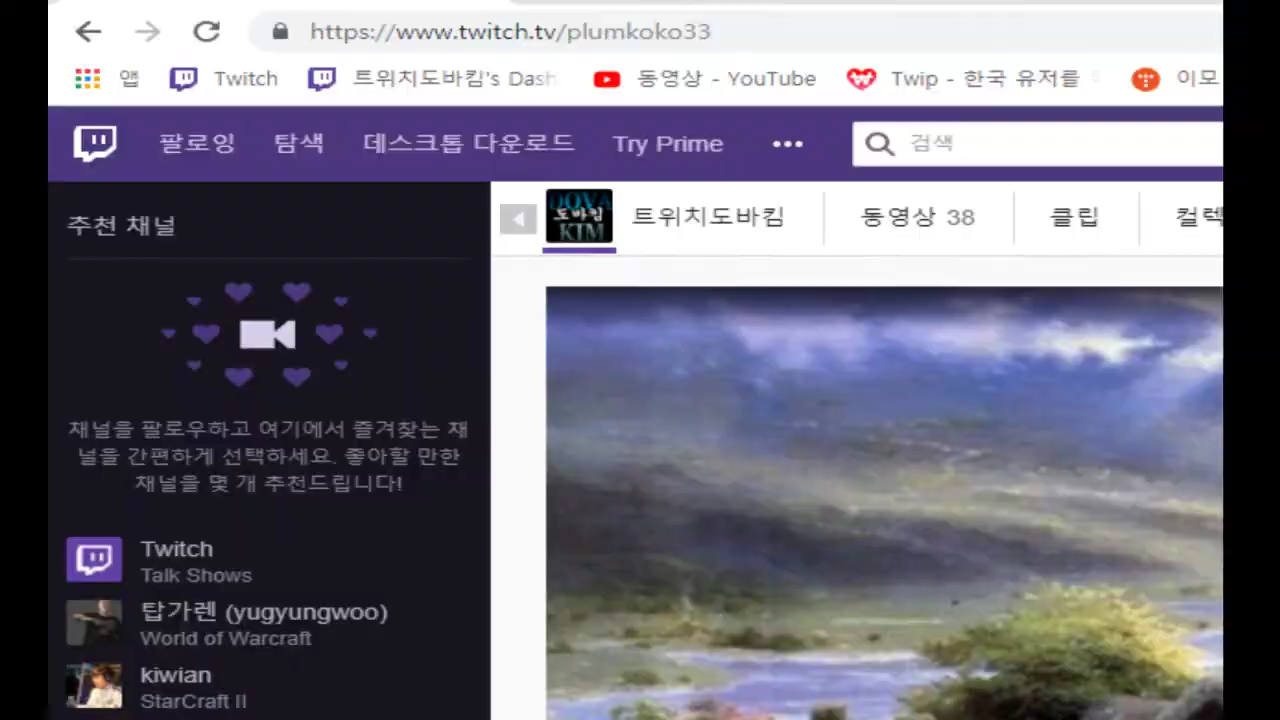 https://www.twitch.tv/plumkoko33
앱 Twitch 트위치도바킴's Dash 동영상 - YouTube Twip - 한국 유저를 이모
팔로잉 탐색 데스크톱 다운로드 Try Prime ••• 검색
추천 채널
DOVA
도바킴
KIM
트위치도바킴 동영상 38 클립 컬렉
채널을 팔로우하고 여기에서 즐겨찾는 채
널을 간편하게 선택하세요. 좋아할 만한
채널을 몇 개 추천드립니다!
Twitch
Talk Shows
탑가렌 (yugyungwoo)
World of Warcraft
kiwian
StarCraft II